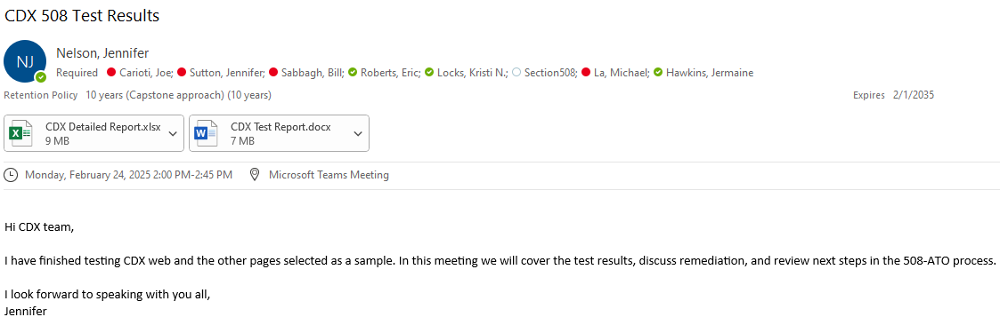 CDX 508 Test Results
NJ
Nelson, Jennifer
Required Carioti, Joe; Sutton, Jennifer; Sabbagh, Bill; Roberts, Eric; Locks, Kristi N.; Section508; La, Michael; Hawkins, Jermaine
Retention Policy 10 years (Capstone approach) (10 years) Expires 2/1/2035
CDX Detailed Report.xlsx
9 MB
CDX Test Report.docx
7 MB
Monday, February 24, 2025 2:00 PM-2:45 PM Microsoft Teams Meeting
Hi CDX team,
I have finished testing CDX web and the other pages selected as a sample. In this meeting we will cover the test results, discuss remediation, and review next steps in the 508-ATO process.
I look forward to speaking with you all,
Jennifer